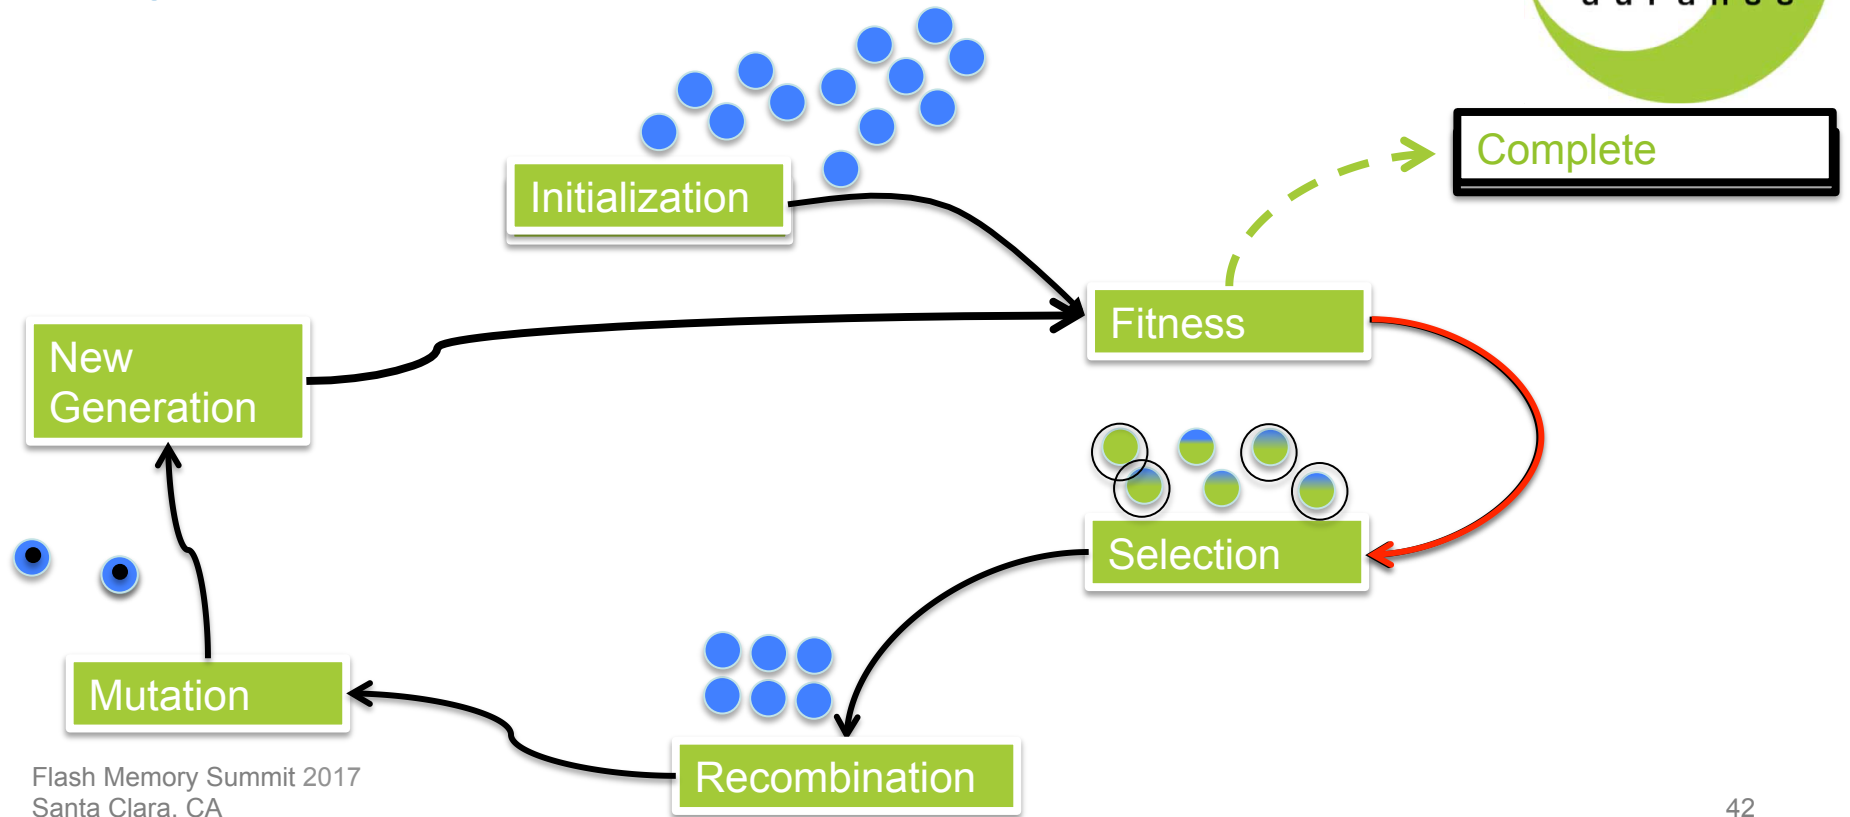 Complete
Initialization
Fitness
New
Generation
Selection
Mutation
Recombination
Flash Memory Summit 2017
Santa Clara, CA
42